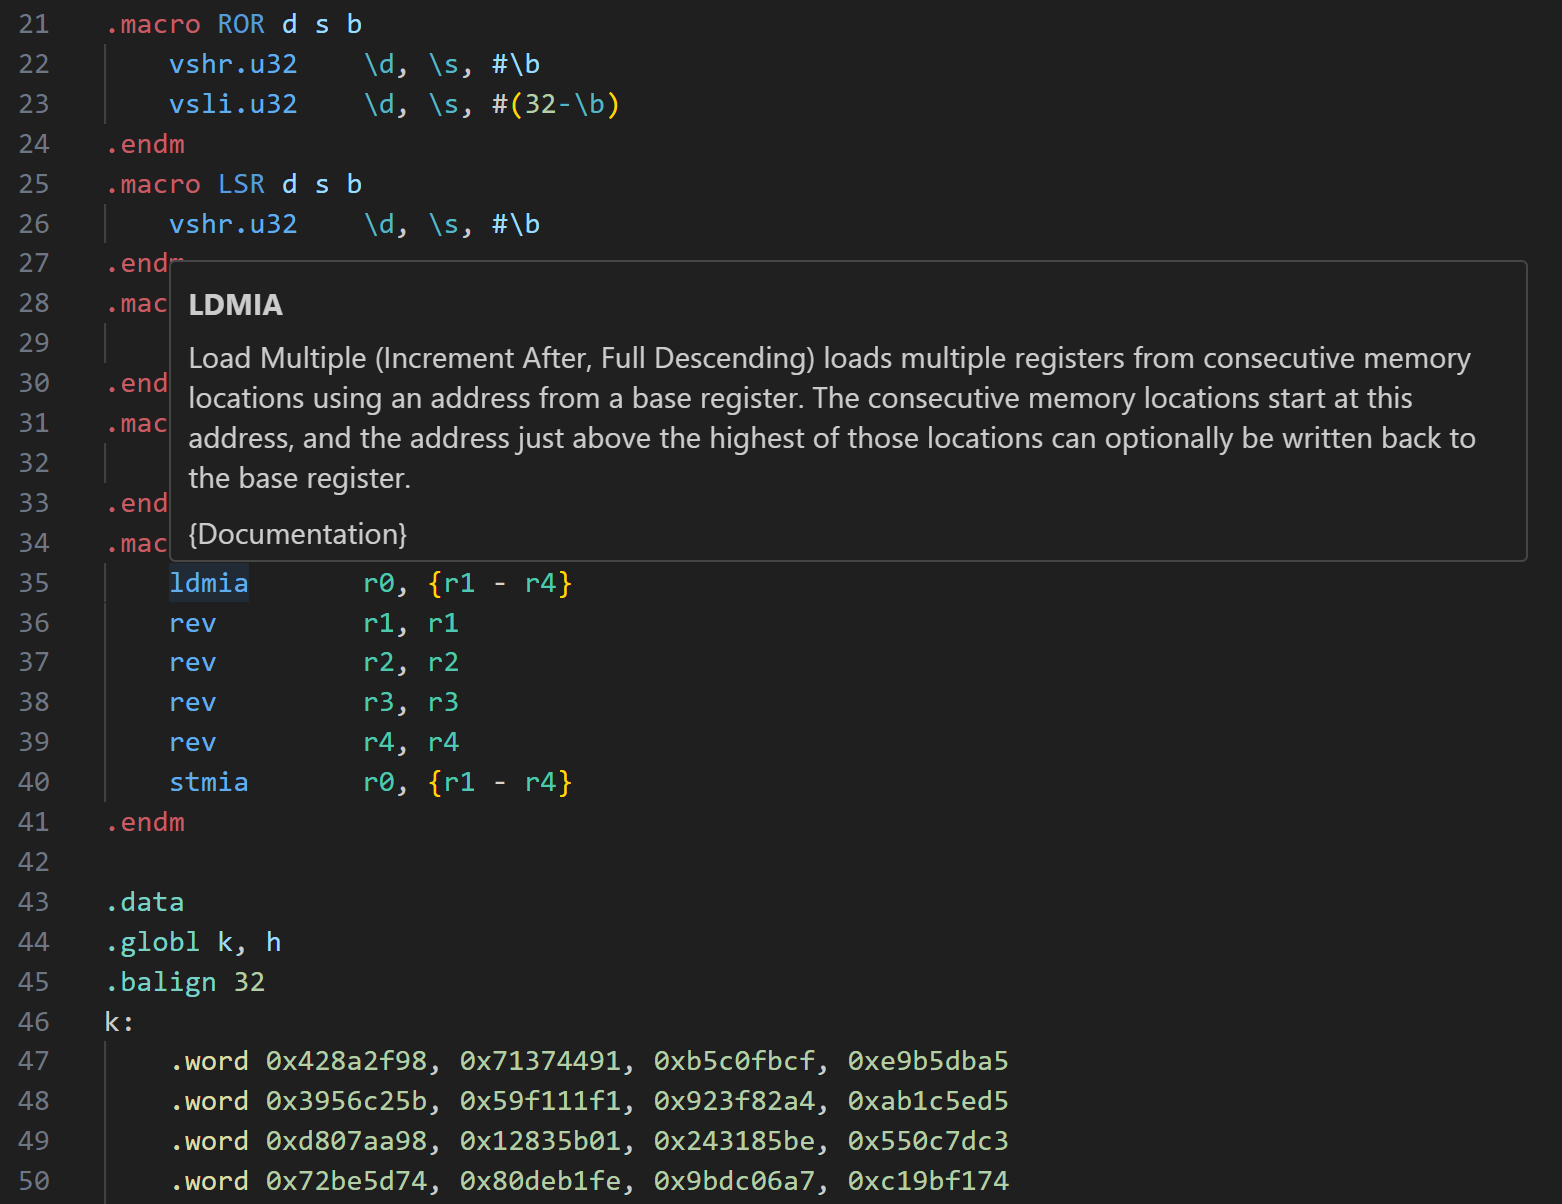 21 .macro ROR d s b
22 vshr.u32 \d, \s, #\b
23 vsli.u32 \d, \s, #(32-\b)
24 .endm
25 .macro LSR d s b
26 vshr.u32 \d, \s, #\b
27 .endm
28 .mac
29
30 .end
31 .mac
32
33 .end
34 .mac
LDMIA
Load Multiple (Increment After, Full Descending) loads multiple registers from consecutive memory
locations using an address from a base register. The consecutive memory locations start at this
address, and the address just above the highest of those locations can optionally be written back to
the base register.
{Documentation}
35 ldmia r0, {r1 - r4}
36 rev r1, r1
37 rev r2, r2
38 rev r3, r3
39 rev r4, r4
40 stmia r0, {r1 - r4}
41 .endm
42
43 .data
44 .globl k, h
45 .balign 32
46 k:
47 .word 0x428a2f98, 0x71374491, 0xb5c0fbcf, 0xe9b5dba5
48 .word 0x3956c25b, 0x59f111f1, 0x923f82a4, 0xab1c5ed5
49 .word 0xd807aa98, 0x12835b01, 0x243185be, 0x550c7dc3
50 .word 0x72be5d74, 0x80deb1fe, 0x9bdc06a7, 0xc19bf174